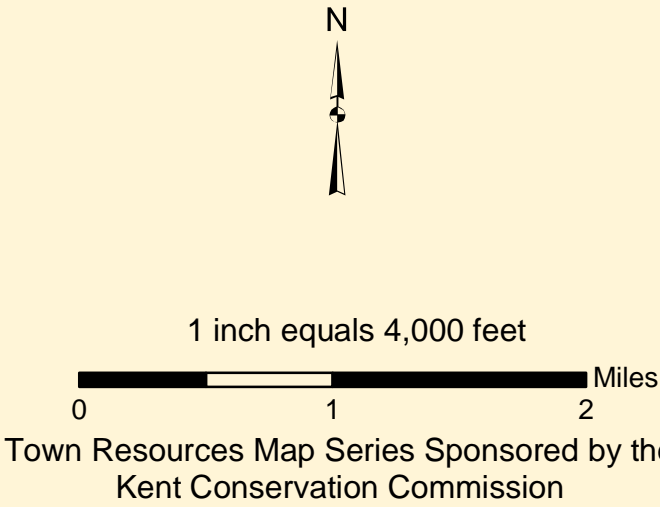 N
1 inch equals 4,000 feet
Miles
0 1 2
Town Resources Map Series Sponsored by the
Kent Conservation Commission